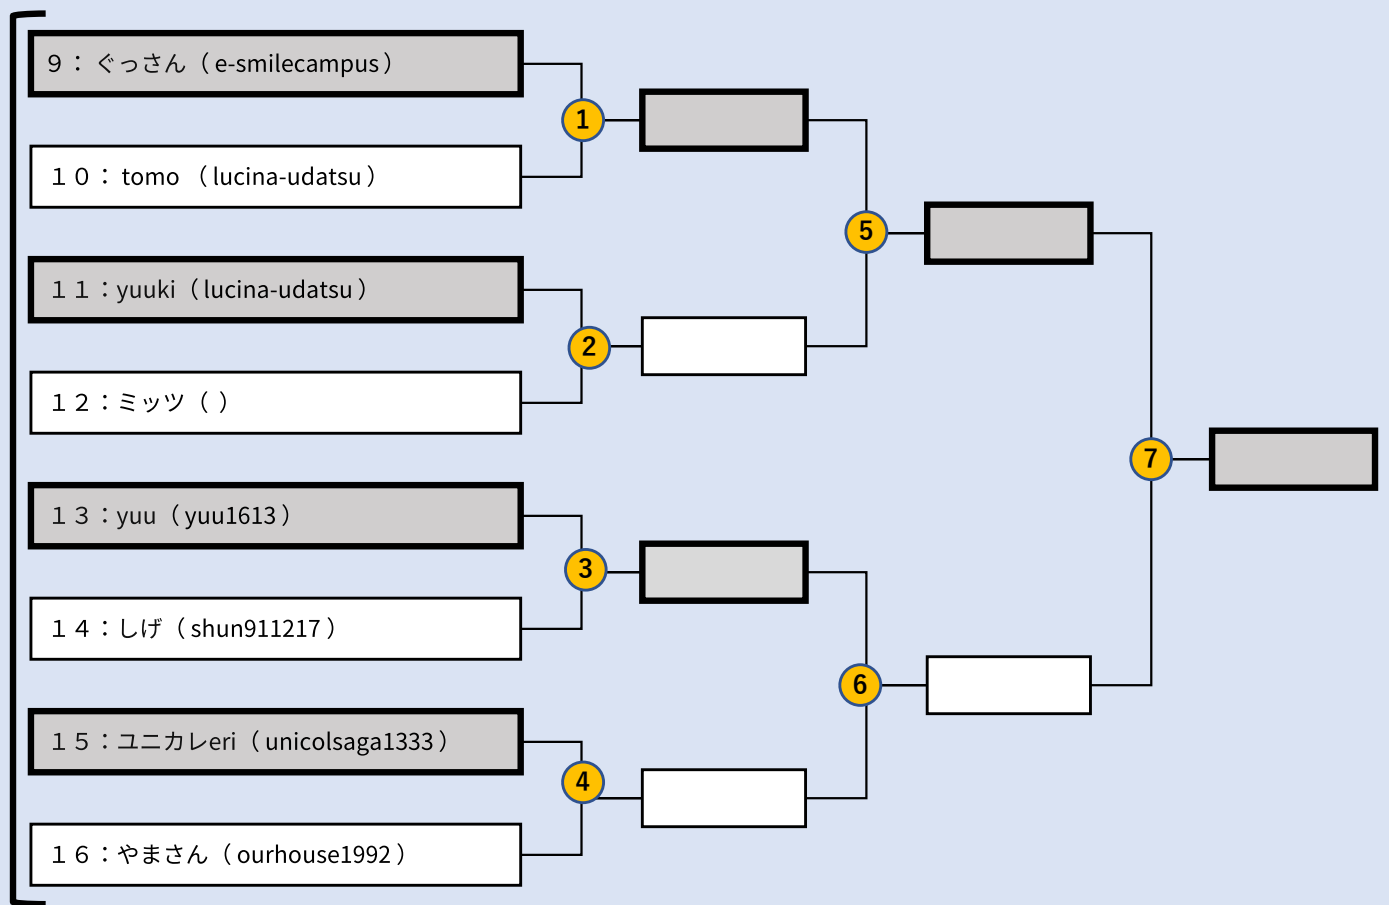 ９： ぐっさん（ e-smilecampus ）
１
１０： tomo （ lucina-udatsu ）
５
１１：yuuki（ lucina-udatsu ）
２
１２：ミッツ（ ）
７
１３：yuu（ yuu1613 ）
３
１４：しげ（ shun911217 ）
６
１５：ユニカレeri（ unicolsaga1333 ）
４
１６：やまさん（ ourhouse1992 ）